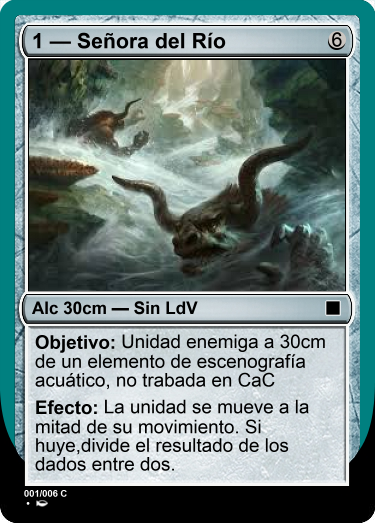 1 — Señora del Río 6
Alc 30cm — Sin LdV
Objetivo: Unidad enemiga a 30cm
de un elemento de escenografía
acuático, no trabada en CaC
Efecto: La unidad se mueve a la
mitad de su movimiento. Si
huye,divide el resultado de los
dados entre dos.
001/006 C